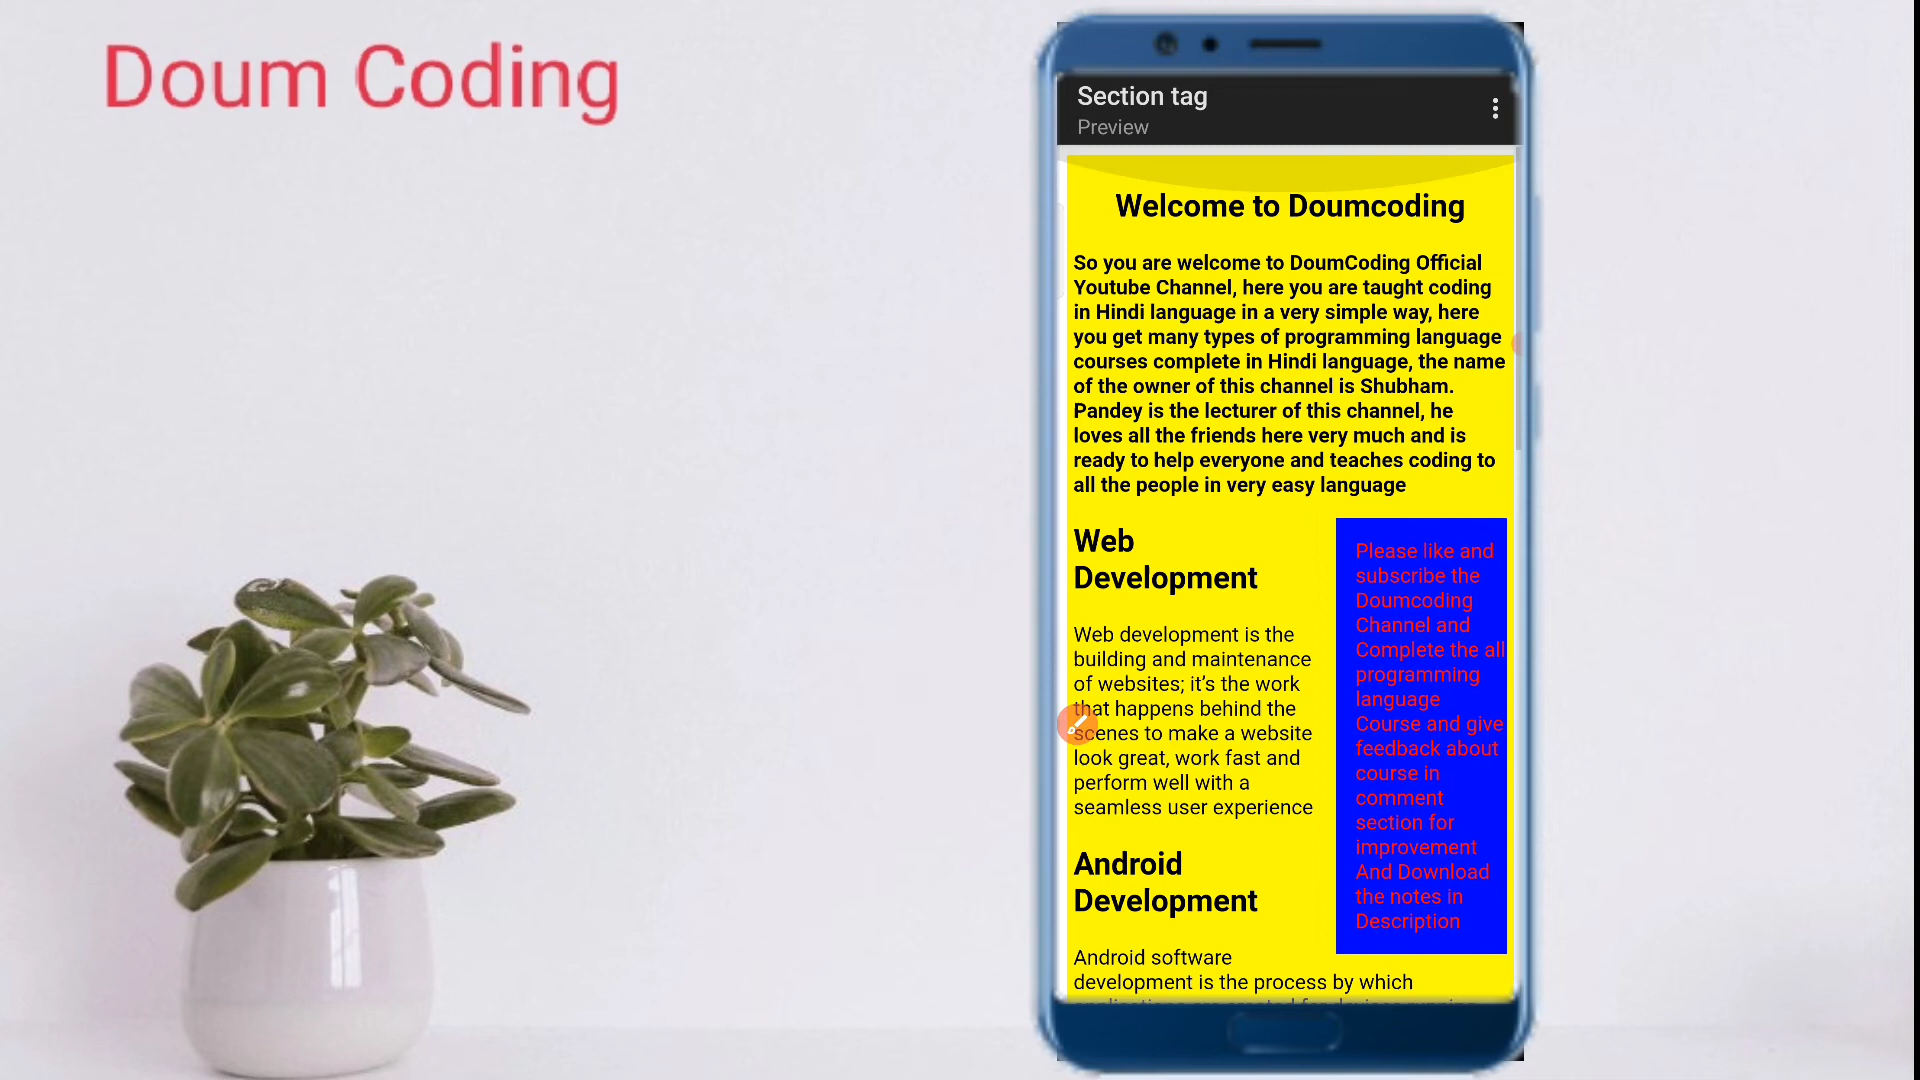 Doum Coding
Section tag
Preview
Welcome to Doumcoding
So you are welcome to DoumCoding Official
Youtube Channel, here you are taught coding
in Hindi language in a very simple way, here
you get many types of programming language
courses complete in Hindi language, the name
of the owner of this channel is Shubham.
Pandey is the lecturer of this channel, he
loves all the friends here very much and is
ready to help everyone and teaches coding to
all the people in very easy language
Web
Development
Web development is the
building and maintenance
of websites; it’s the work
that happens behind the
scenes to make a website
look great, work fast and
perform well with a
seamless user experience
Android
Development
Android software
development is the process by which
Please like and
subscribe the
Doumcoding
Channel and
Complete the all
programming
language
Course and give
feedback about
course in
comment
section for
improvement
And Download
the notes in
Description